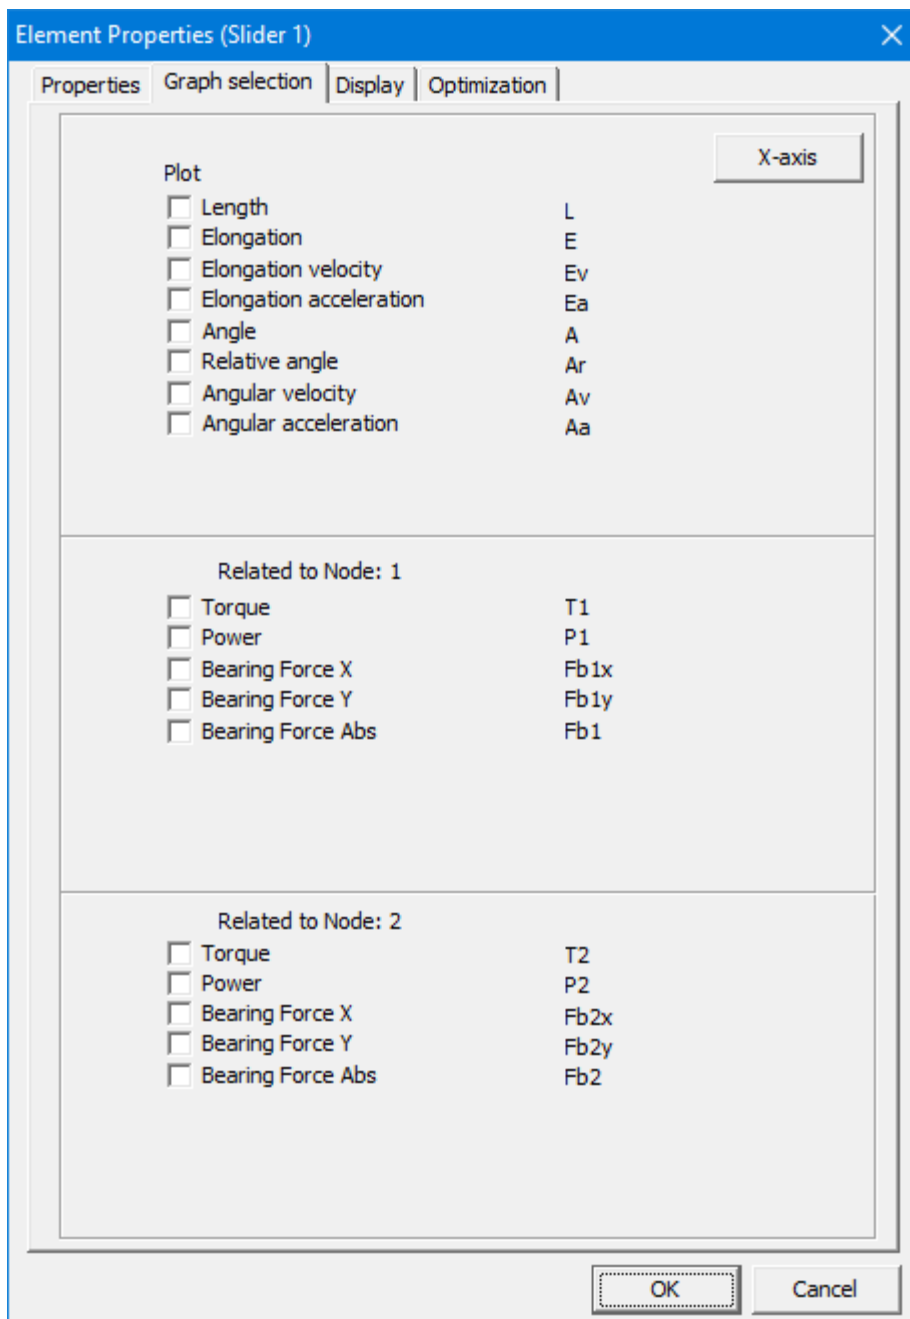 Element Properties (Slider 1)
Properties Graph selection Display Optimization
X-axis
Plot
Length L
Elongation E
Elongation velocity Ev
Elongation acceleration Ea
Angle A
Relative angle Ar
Angular velocity Av
Angular acceleration Aa
Related to Node: 1
Torque T1
Power P1
Bearing Force X Fb1x
Bearing Force Y Fb1y
Bearing Force Abs Fb1
Related to Node: 2
Torque T2
Power P2
Bearing Force X Fb2x
Bearing Force Y Fb2y
Bearing Force Abs Fb2
OK Cancel